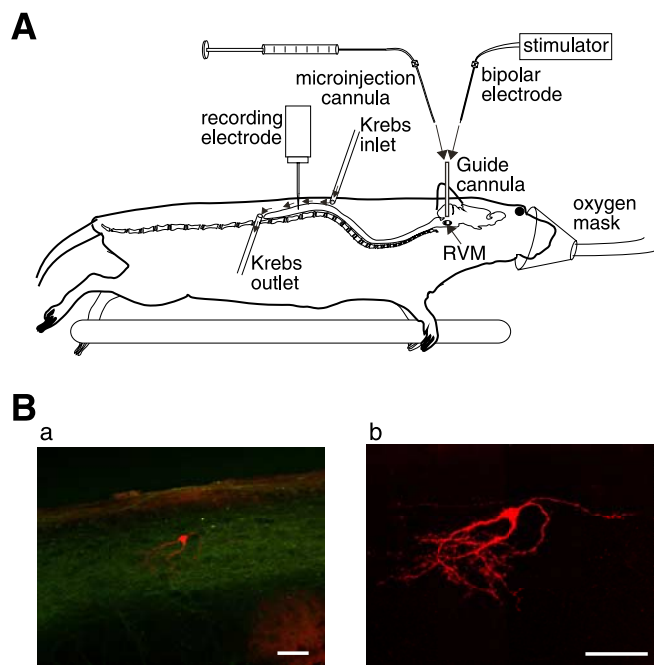 A
stimulator
microinjection
cannula
bipolar
electrode
recording
electrode
Krebs
inlet
Guide
cannula
oxygen
mask
RVM
Krebs
outlet
B
a
b